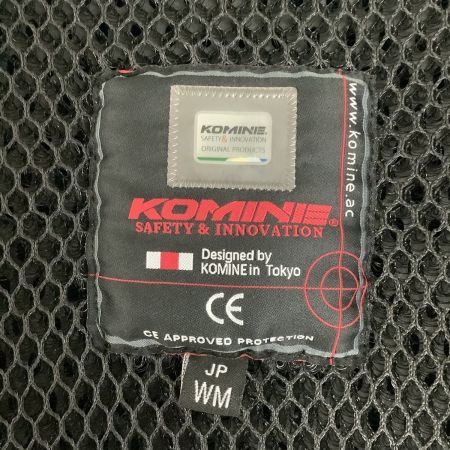 KOMINE
SAFETY & INNOVATION
ORIGINAL PRODUCTS
www.komine.ac
KOMINE®
SAFETY & INNOVATION
Designed by
KOMINE in Tokyo
CE
CE APPROVED PROTECTION
JP
WM